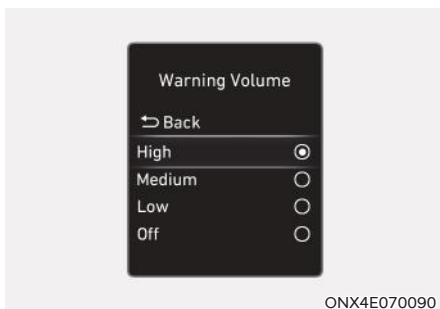 Warning Volume
Back
High
Medium
Low
Off
ONX4E070090